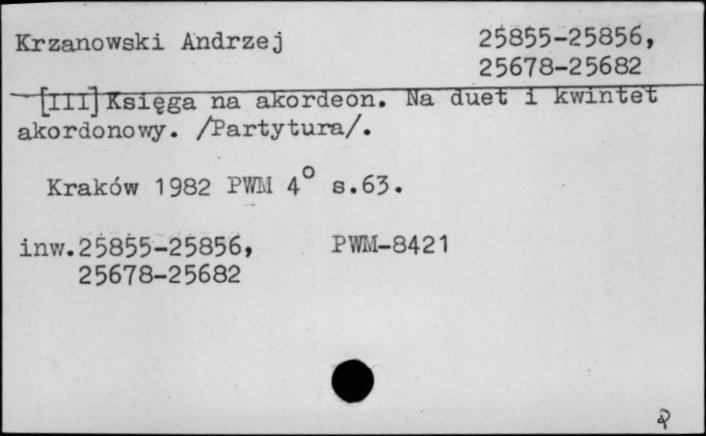 Krzanowski Andrzej 25855-25856,
25678-25682
[III] Księga na akordeon. Na duet i kwintet
akordonowy. /Partytura/.
Kraków 1982 PWM 4° s.63.
inw.25855-25856, PWM-8421
25678-25682